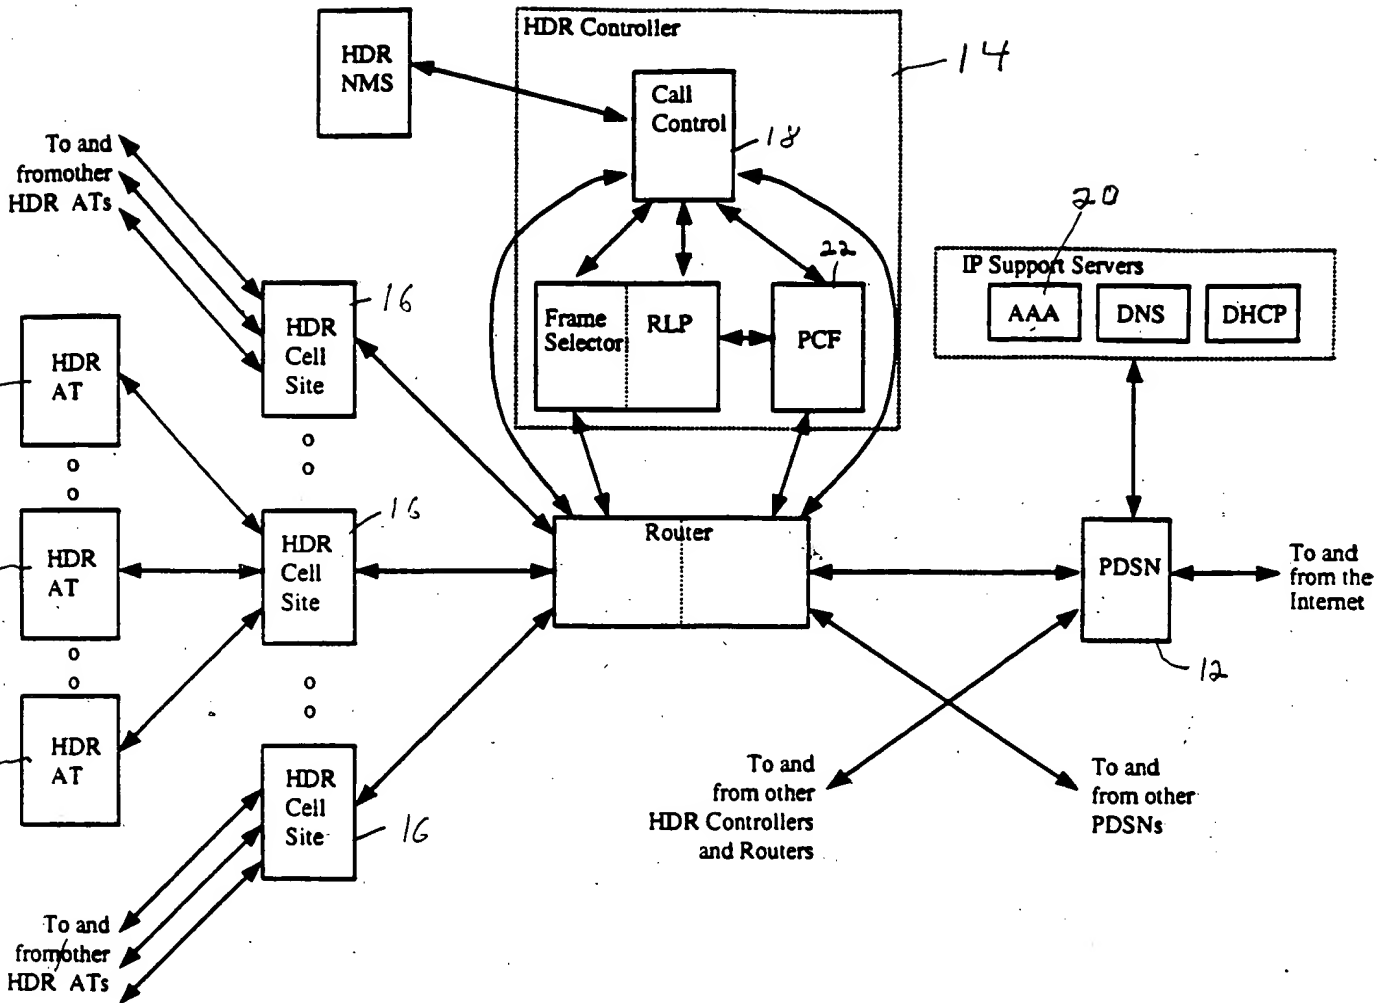 HDR Controller
14
HDR
NMS
Call
Control
18
To and
fromother
HDR ATs
20
22
IP Support Servers
AAA
DNS
DHCP
16
HDR
Cell
Site
Frame
Selector
RLP
PCF
HDR
AT
16
HDR
Cell
Site
HDR
AT
Router
PDSN
To and
from the
Internet
12
HDR
AT
HDR
Cell
Site
16
To and
from other
HDR Controllers
and Routers
To and
from other
PDSNs
To and
fromother
HDR ATs